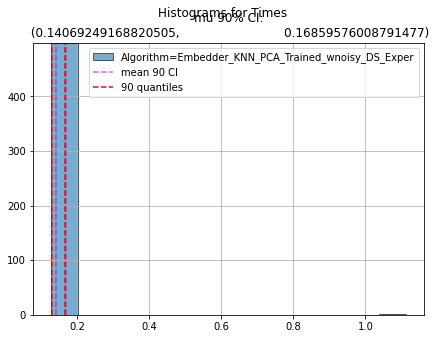 Histograms for Times
mu 90% CI:
(0.14069249168820505, 0.16859576008791477)
Algorithm=Embedder_KNN_PCA_Trained_wnoisy_DS_Exper
mean 90 CI
90 quantiles
400
300
200
100
0
0.2 0.4 0.6 0.8 1.0